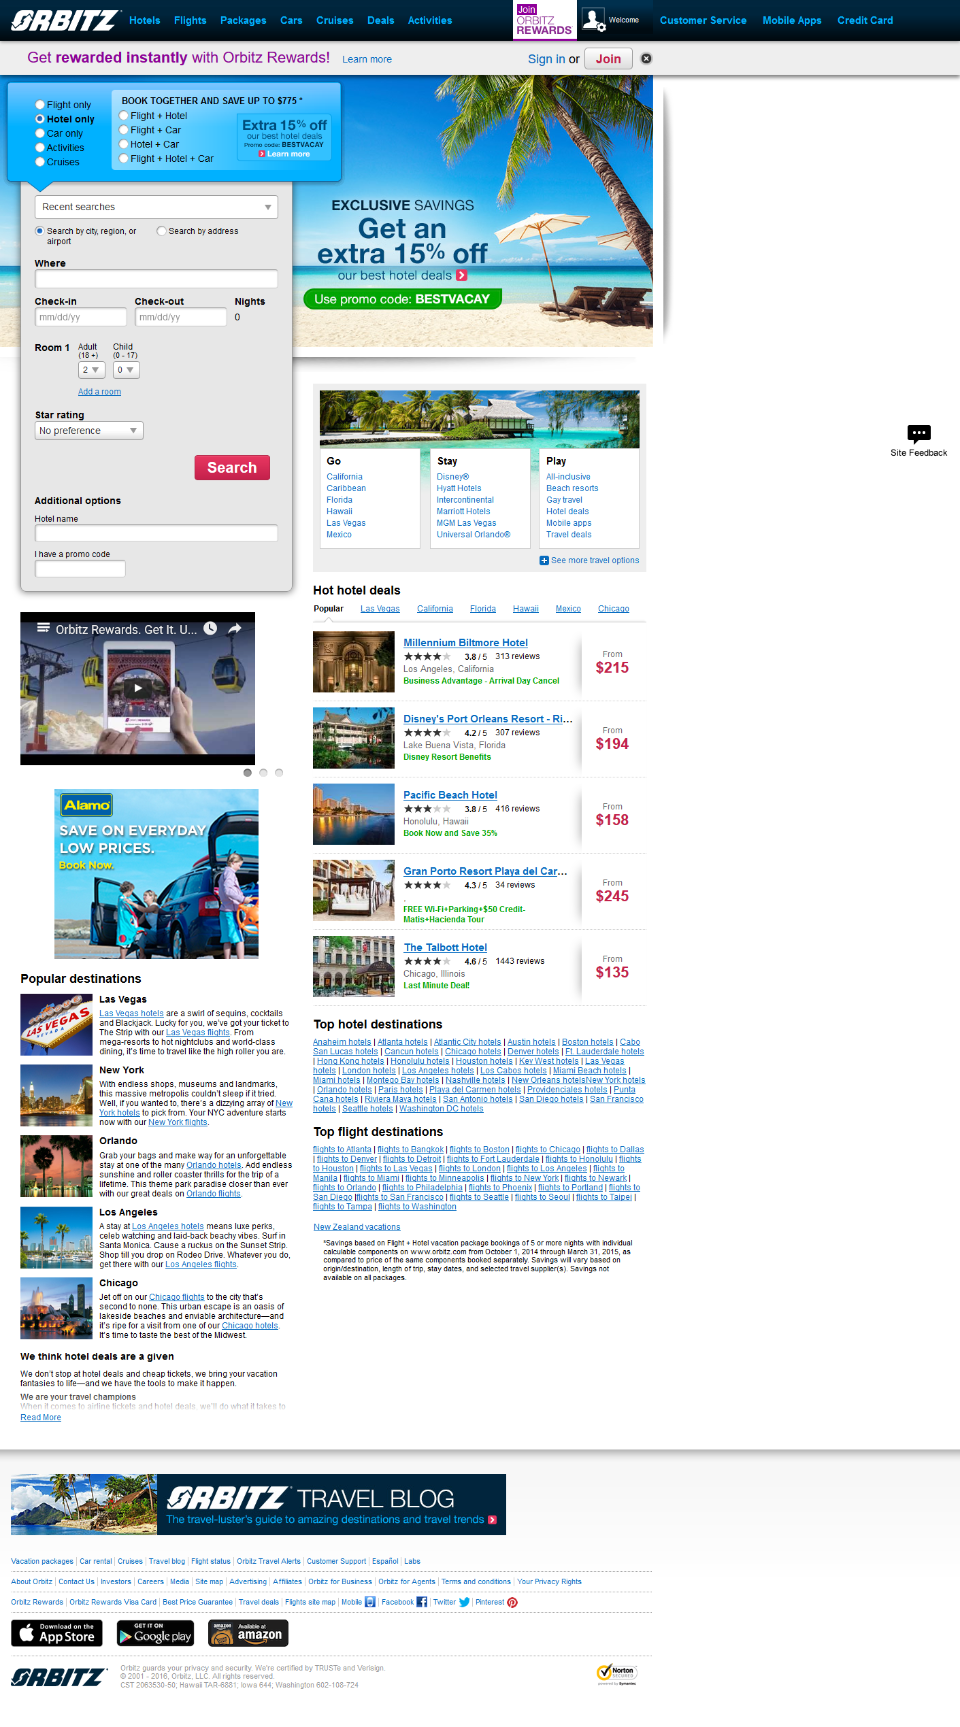 ORBITZ Hotels Flights Packages Cars Cruises Deals Activities Join ORBITZ REWARDS Welcome Customer Service Mobile Apps Credit Card
Get rewarded instantly with Orbitz Rewards! Learn more Sign in or Join
Flight only
Hotel only
Car only
Activities
Cruises
BOOK TOGETHER AND SAVE UP TO $775 *
Flight + Hotel
Flight + Car
Hotel + Car
Flight + Hotel + Car
Extra 15% off
our best hotel deals
Promo code: BESTVACAY
Learn more
EXCLUSIVE SAVINGS
Get an
extra 15% off
our best hotel deals
Use promo code: BESTVACAY
Recent searches
Search by city, region, or airport
Search by address
Where
Check-in Check-out Nights
mm/dd/yy mm/dd/yy 0
Room 1 Adult (18 +) Child (0 - 17)
2 0
Add a room
Star rating
No preference
Search
Additional options
Hotel name
I have a promo code
Go
California
Caribbean
Florida
Hawaii
Las Vegas
Mexico
Stay
Disney®
Hyatt Hotels
Intercontinental
Marriott Hotels
MGM Las Vegas
Universal Orlando®
Play
All-inclusive
Beach resorts
Gay travel
Hotel deals
Mobile apps
Travel deals
See more travel options
Site Feedback
Hot hotel deals
Popular Las Vegas California Florida Hawaii Mexico Chicago
Millennium Biltmore Hotel
3.8 / 5 313 reviews
Los Angeles, California
Business Advantage - Arrival Day Cancel
From
$215
Disney's Port Orleans Resort - Ri...
4.2 / 5 307 reviews
Lake Buena Vista, Florida
Disney Resort Benefits
From
$194
Pacific Beach Hotel
3.8 / 5 416 reviews
Honolulu, Hawaii
Book Now and Save 35%
From
$158
Gran Porto Resort Playa del Car...
4.3 / 5 34 reviews
,
FREE Wi-Fi+Parking+$50 Credit-
Matis+Hacienda Tour
From
$245
The Talbott Hotel
4.6 / 5 1443 reviews
Chicago, Illinois
Last Minute Deal!
From
$135
Orbitz Rewards. Get It. U...
Alamo
SAVE ON EVERYDAY
LOW PRICES.
Book Now.
Popular destinations
Las Vegas
Las Vegas hotels are a swirl of sequins, cocktails
and Blackjack. Lucky for you, we've got your ticket to
The Strip with our Las Vegas flights. From
mega-resorts to hot nightclubs and world-class
dining, it's time to travel like the high roller you are.
New York
With endless shops, museums and landmarks,
this massive metropolis couldn't sleep if it tried.
Well, if you wanted to, there's a dizzying array of New
York hotels to pick from. Your NYC adventure starts
now with our New York flights.
Orlando
Grab your bags and make way for an unforgettable
stay at one of the many Orlando hotels. Add endless
sunshine and roller coaster thrills for the trip of a
lifetime. This theme park paradise closer than ever
with our great deals on Orlando flights.
Los Angeles
A stay at Los Angeles hotels means luxe perks,
celeb watching and laid-back beachy vibes. Surf in
Santa Monica. Cause a ruckus on the Sunset Strip.
Shop till you drop on Rodeo Drive. Whatever you do,
get there with our Los Angeles flights.
Chicago
Jet off on our Chicago flights to the city that's
second to none. This urban escape is an oasis of
lakeside beaches and enviable architecture—and
it's ripe for a visit from one of our Chicago hotels.
It's time to taste the best of the Midwest.
We think hotel deals are a given
We don't stop at hotel deals and cheap tickets, we bring your vacation
fantasies to life—and we have the tools to make it happen.
We are your travel champions
When it comes to airline tickets and hotel deals, we'll do what it takes to
Read More
Top hotel destinations
Anaheim hotels | Atlanta hotels | Atlantic City hotels | Austin hotels | Boston hotels | Cabo
San Lucas hotels | Cancun hotels | Chicago hotels | Denver hotels | Ft. Lauderdale hotels
| Hong Kong hotels | Honolulu hotels | Houston hotels | Key West hotels | Las Vegas
hotels | London hotels | Los Angeles hotels | Los Cabos hotels | Miami Beach hotels |
Miami hotels | Montego Bay hotels | Nashville hotels | New Orleans hotelsNew York hotels
| Orlando hotels | Paris hotels | Playa del Carmen hotels | Providenciales hotels | Punta
Cana hotels | Riviera Maya hotels | San Antonio hotels | San Diego hotels | San Francisco
hotels | Seattle hotels | Washington DC hotels
Top flight destinations
flights to Atlanta | flights to Bangkok | flights to Boston | flights to Chicago | flights to Dallas
| flights to Denver | flights to Detroit | flights to Fort Lauderdale | flights to Honolulu | flights
to Houston | flights to Las Vegas | flights to London | flights to Los Angeles | flights to
Manila | flights to Miami | flights to Minneapolis | flights to New York | flights to Newark |
flights to Orlando | flights to Philadelphia | flights to Phoenix | flights to Portland | flights to
San Diego |flights to San Francisco | flights to Seattle | flights to Seoul | flights to Taipei |
flights to Tampa | flights to Washington
New Zealand vacations
*Savings based on Flight + Hotel vacation package bookings of 5 or more nights with individual
calculable components on www.orbitz.com from October 1, 2014 through March 31, 2015, as
compared to price of the same components booked separately. Savings will vary based on
origin/destination, length of trip, stay dates, and selected travel supplier(s). Savings not
available on all packages.
ORBITZ TRAVEL BLOG
The travel-luster's guide to amazing destinations and travel trends
Vacation packages | Car rental | Cruises | Travel blog | Flight status | Orbitz Travel Alerts | Customer Support | Español | Labs
About Orbitz | Contact Us | Investors | Careers | Media | Site map | Advertising | Affiliates | Orbitz for Business | Orbitz for Agents | Terms and conditions | Your Privacy Rights
Orbitz Rewards | Orbitz Rewards Visa Card | Best Price Guarantee | Travel deals | Flights site map | Mobile | Facebook | Twitter | Pinterest
Download on the App Store
GET IT ON Google play
Available at amazon
ORBITZ
Orbitz guards your privacy and security. We're certified by TRUSTe and Verisign.
© 2001 - 2016, Orbitz, LLC. All rights reserved.
CST 2063530-50; Hawaii TAR-6881; Iowa 644; Washington 602-108-724
Norton
SECURED
powered by Symantec